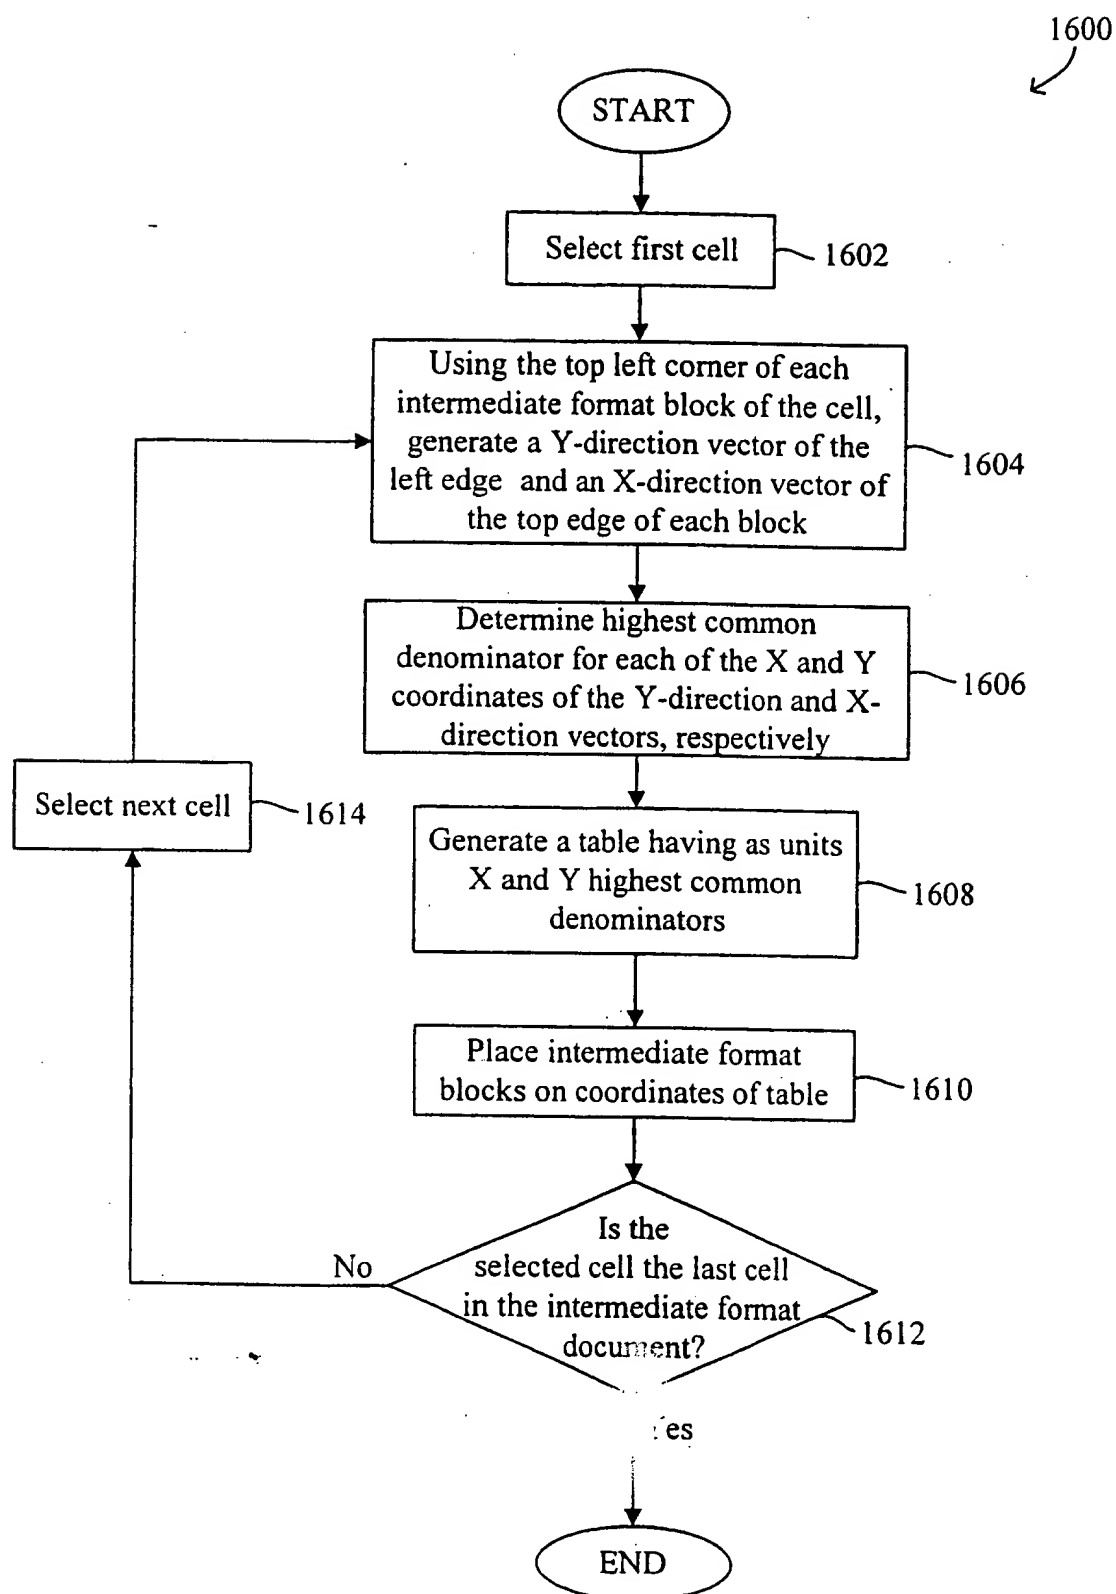 1600
START
Select first cell
1602
Using the top left corner of each
intermediate format block of the cell,
generate a Y-direction vector of the
left edge and an X-direction vector of
the top edge of each block
1604
Determine highest common
denominator for each of the X and Y
coordinates of the Y-direction and X-
direction vectors, respectively
1606
Select next cell
1614
Generate a table having as units
X and Y highest common
denominators
1608
Place intermediate format
blocks on coordinates of table
1610
Is the
selected cell the last cell
in the intermediate format
document?
No
1612
es
END